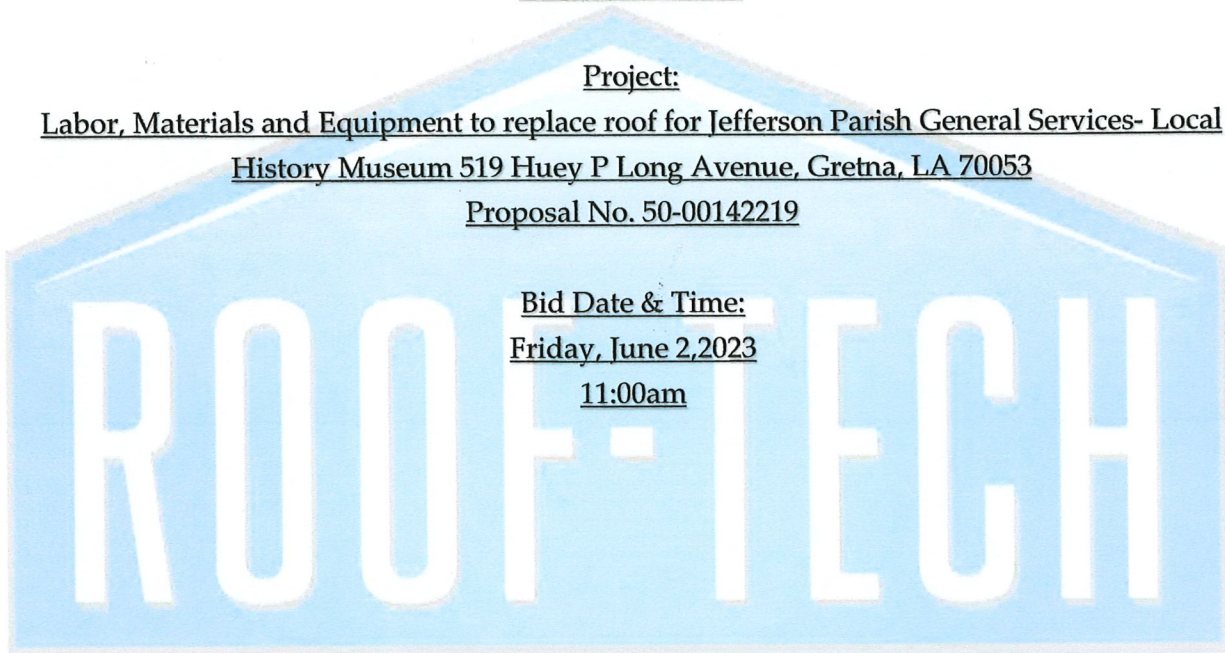 Project:
Labor, Materials and Equipment to replace roof for Jefferson Parish General Services- Local
History Museum 519 Huey P Long Avenue, Gretna, LA 70053
Proposal No. 50-00142219
Bid Date & Time:
Friday, June 2,2023
11:00am
ROOF-TECH